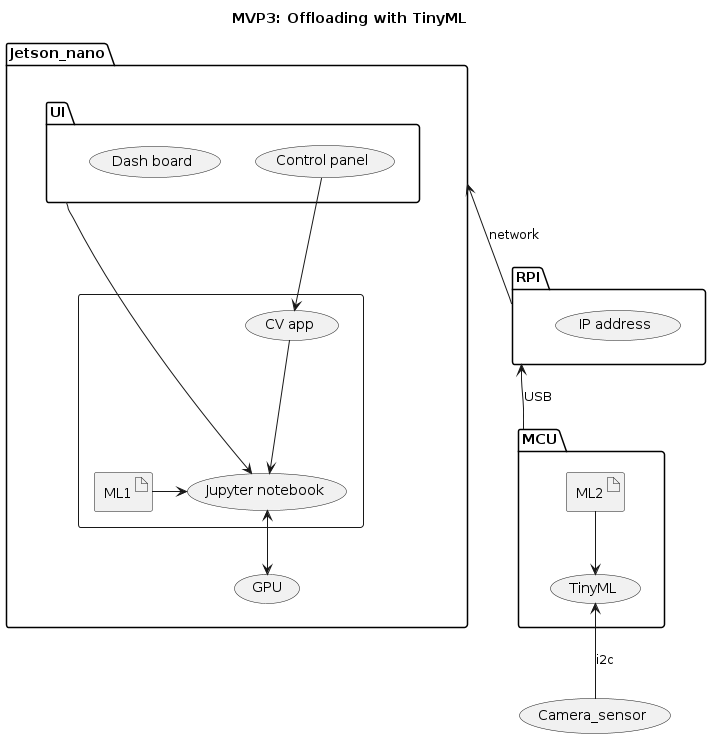 MVP3: Offloading with TinyML
Jetson_nano
UI
Dash board
Control panel
network
RPI
IP address
CV app
USB
MCU
ML1
Jupyter notebook
ML2
GPU
TinyML
i2c
Camera_sensor